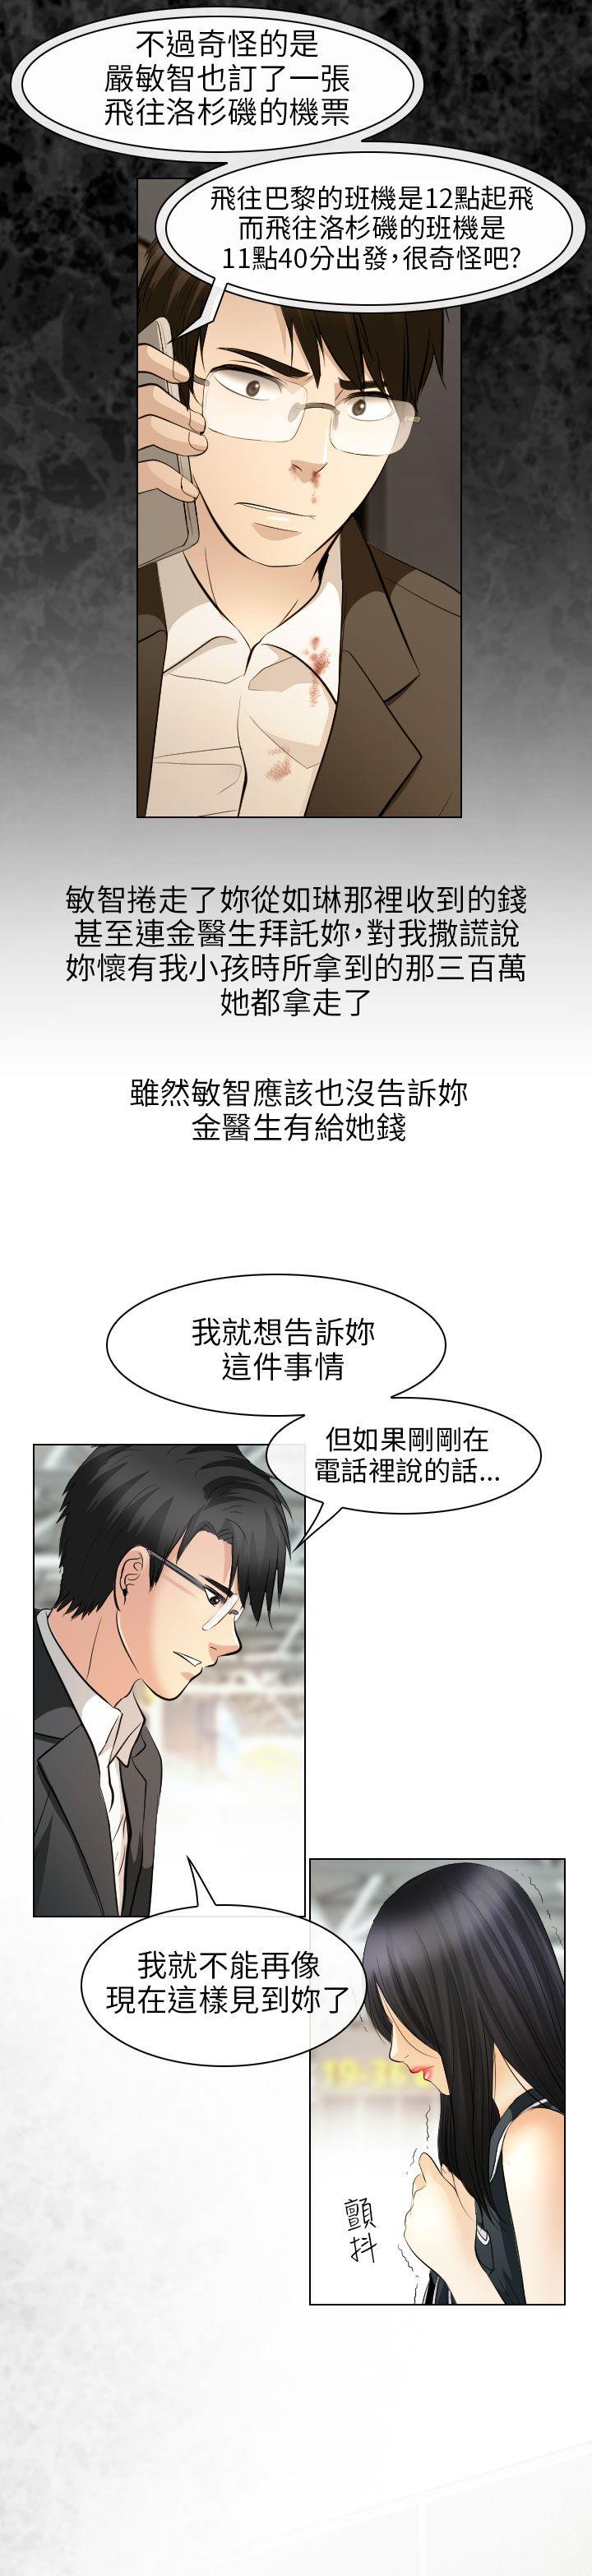 不過奇怪的是
嚴敏智也訂了一張
飛往洛杉磯的機票
飛往巴黎的班機是12點起飛
而飛往洛杉磯的班機是
11點40分出發,很奇怪吧?
敏智捲走了妳從如琳那裡收到的錢
甚至連金醫生拜託妳,對我撒謊說
妳懷有我小孩時所拿到的那三百萬
她都拿走了
雖然敏智應該也沒告訴妳
金醫生有給她錢
我就想告訴妳
這件事情
但如果剛剛在
電話裡說的話...
我就不能再像
現在這樣見到妳了
顫
抖